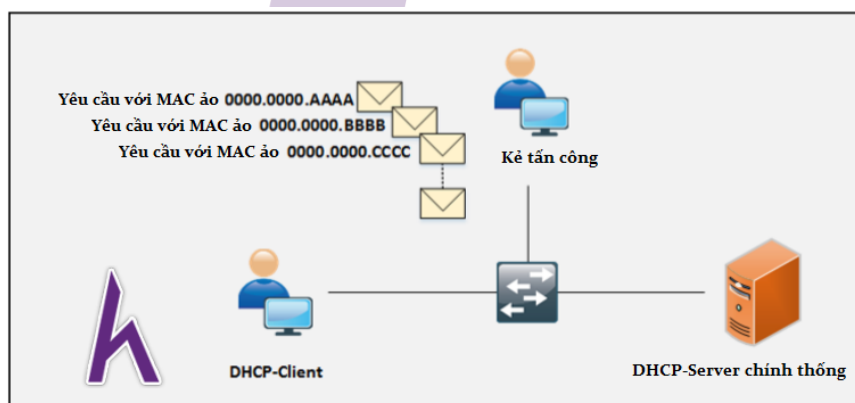 Yêu cầu với MAC ảo 0000.0000.AAAA
Yêu cầu với MAC ảo 0000.0000.BBBB
Yêu cầu với MAC ảo 0000.0000.CCCC
Kẻ tấn công
DHCP-Client
DHCP-Server chính thống